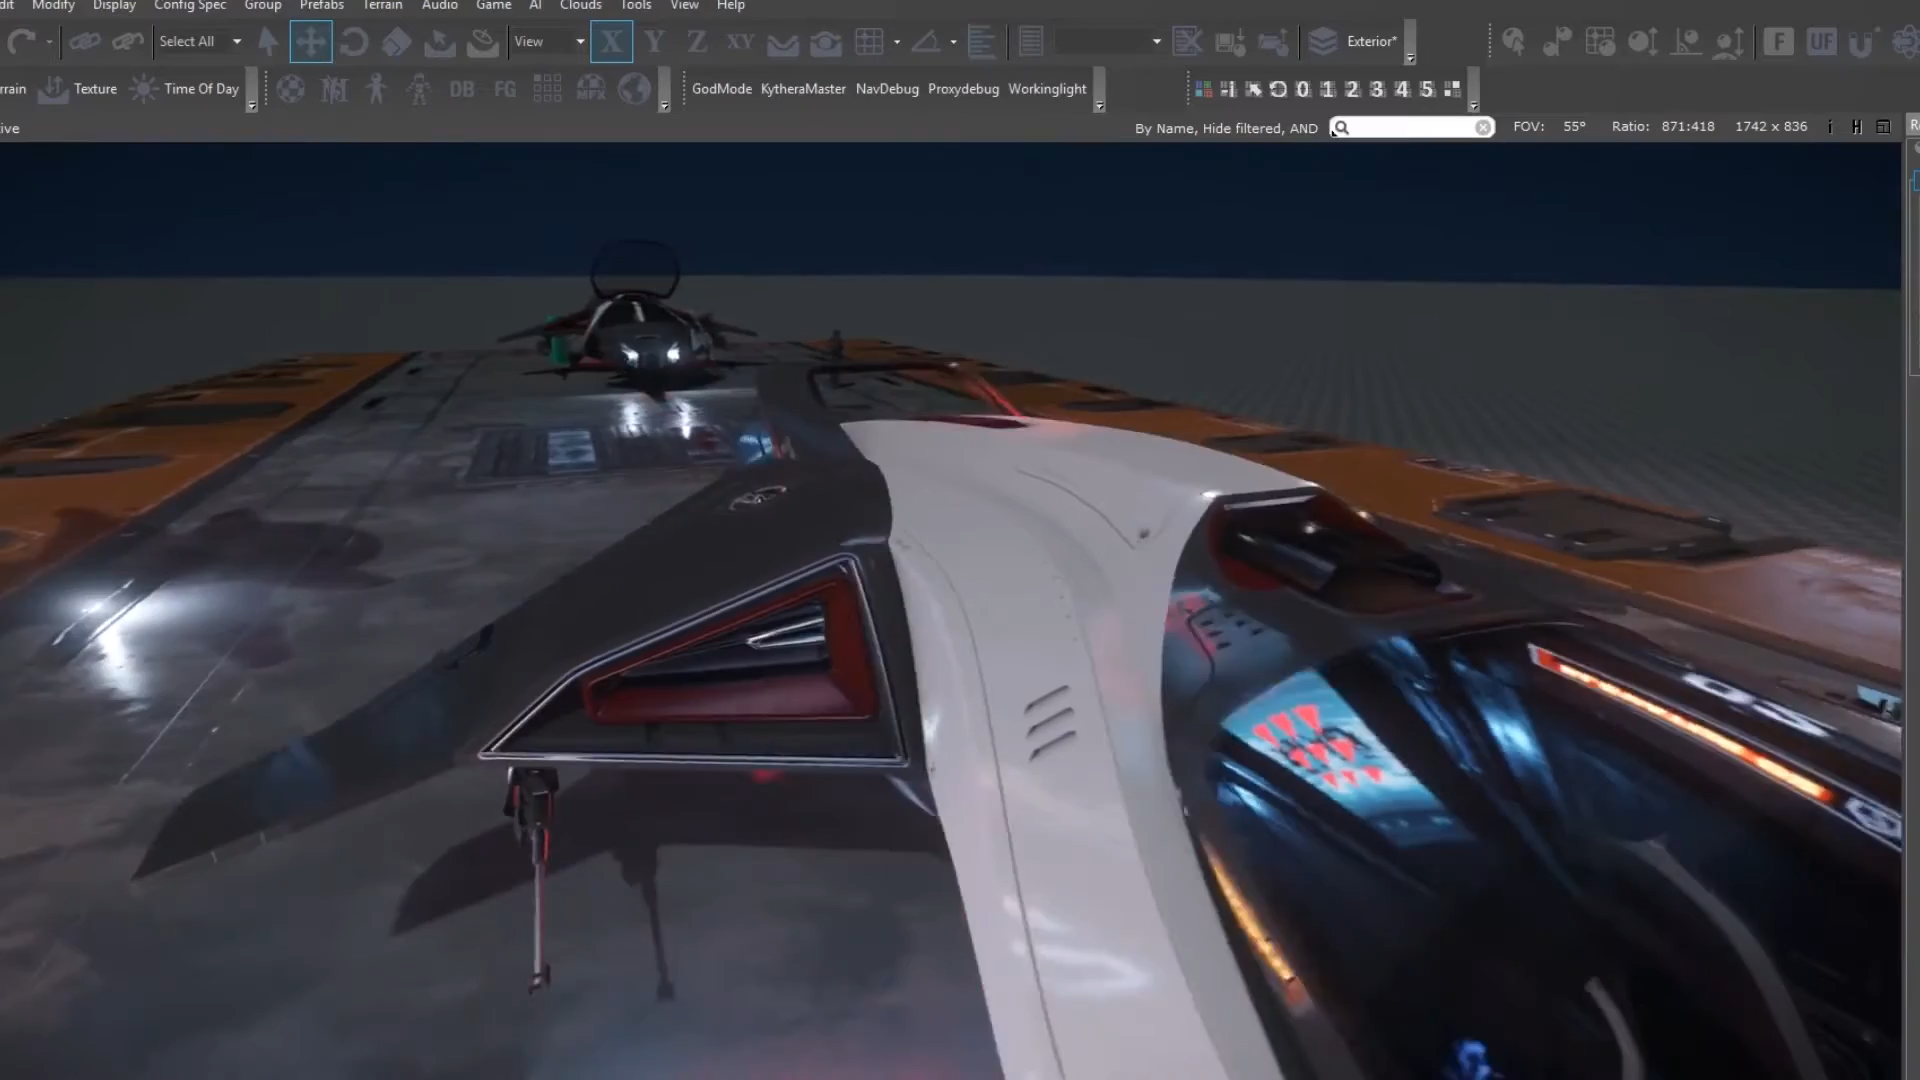 dit Modify Display Config Spec Group Prefabs Terrain Audio Game AI Clouds Tools View Help
Select All View X Y Z XY Exterior* F UF
rrain Texture Time Of Day DB FG MFX GodMode KytheraMaster NavDebug Proxydebug Workinglight 0 1 2 3 4 5
ive By Name, Hide filtered, AND FOV: 55° Ratio: 871:418 1742 x 836 i H